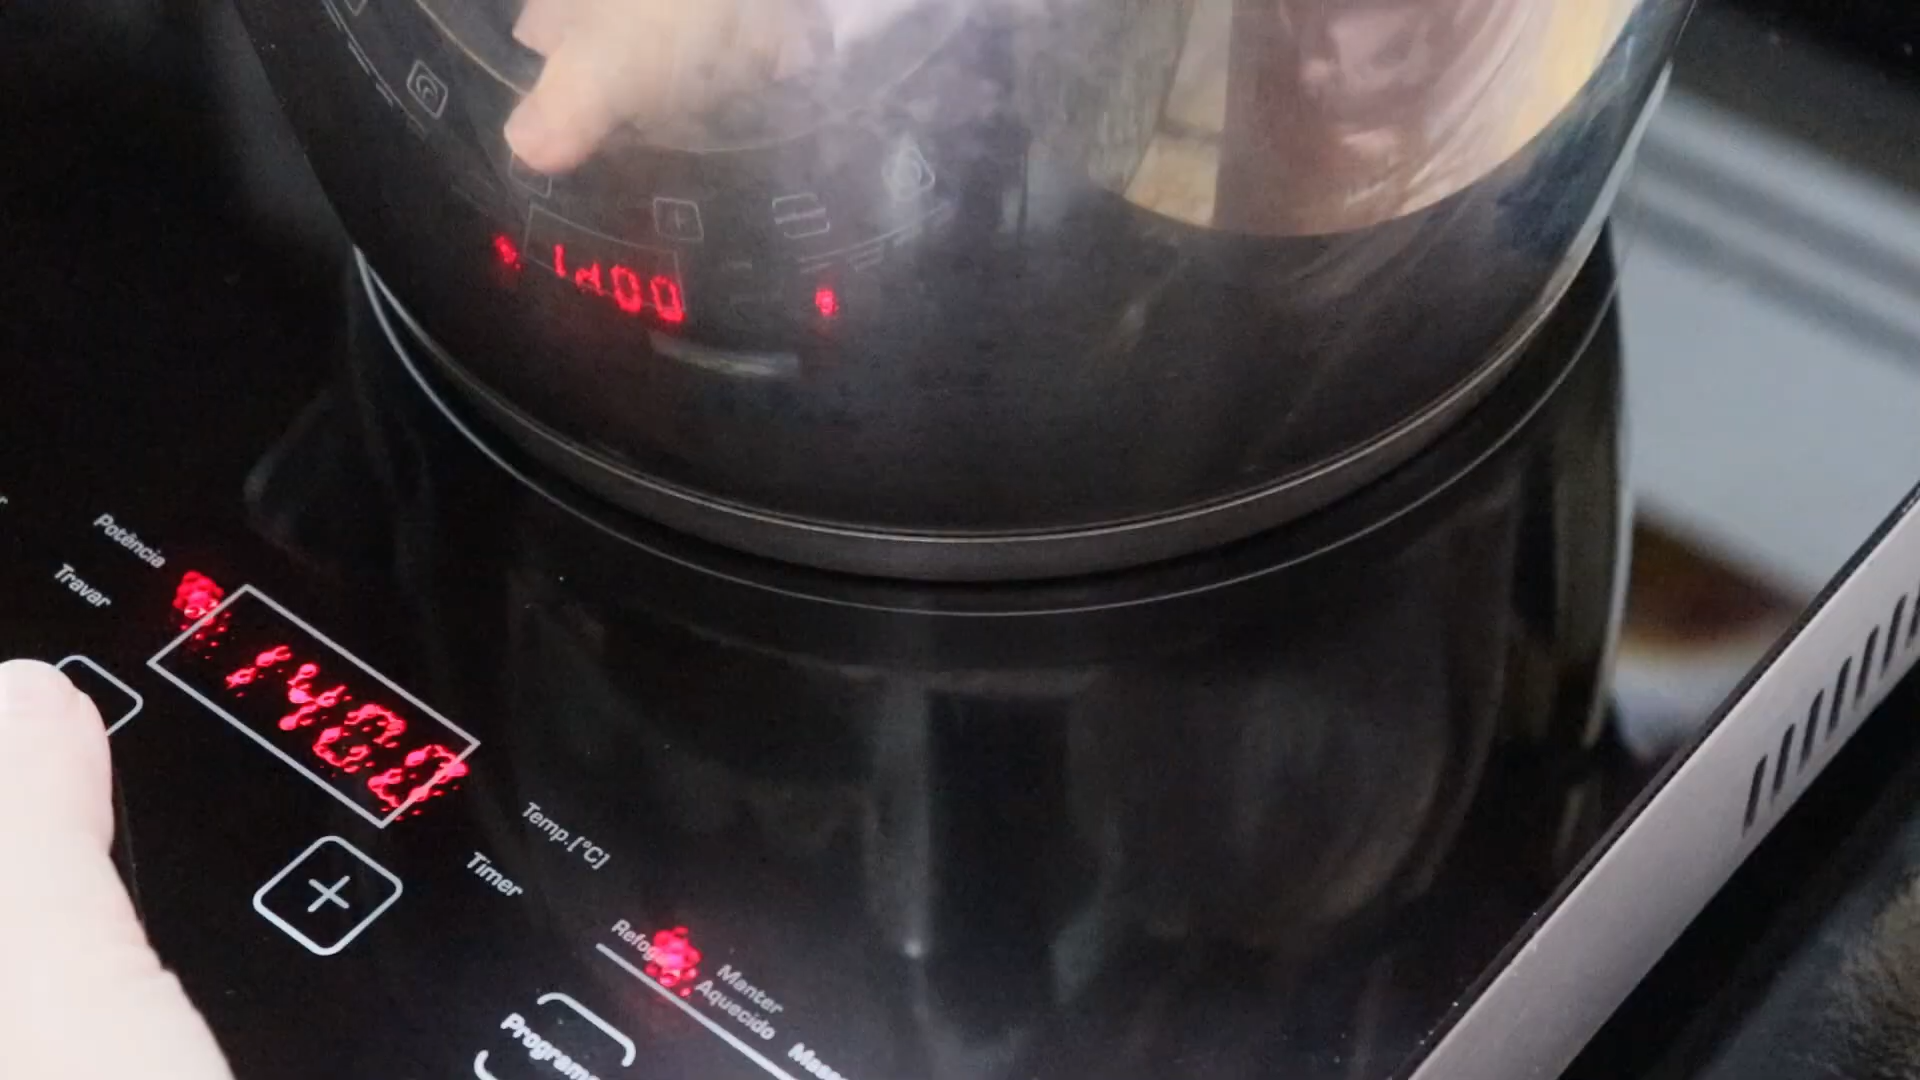 Potência
Travar
1400
Temp.[°C]
Timer
Manter
Aquecido